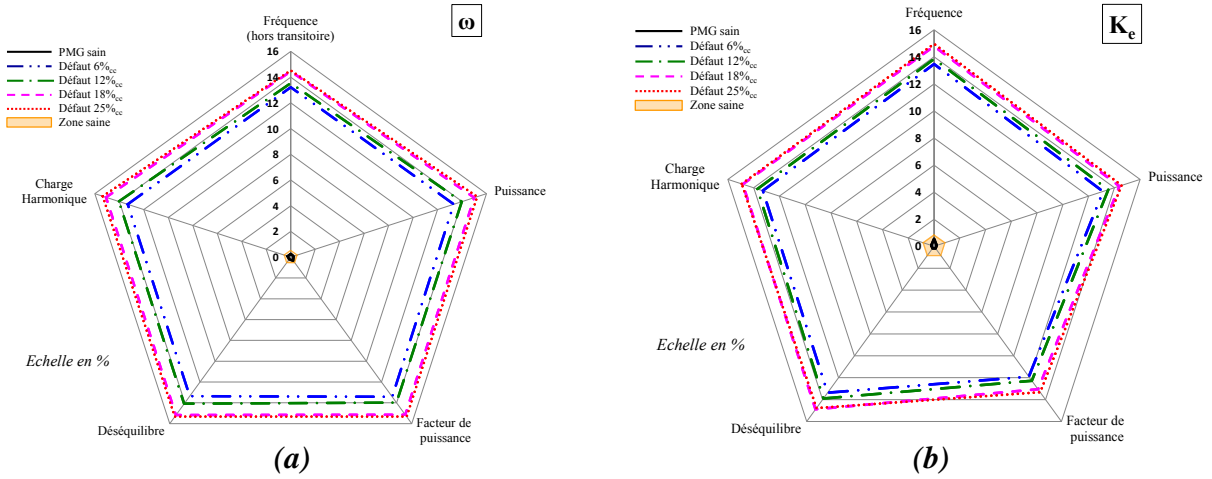 Fréquence
(hors transitoire)
ω
PMG sain
Défaut 6%cc
Défaut 12%cc
Défaut 18%cc
Défaut 25%cc
Zone saine
16
14
12
10
8
6
4
2
0
Charge
Harmonique
Puissance
Echelle en %
Déséquilibre
Facteur de
puissance
(a)
Fréquence
Ke
PMG sain
Défaut 6%cc
Défaut 12%cc
Défaut 18%cc
Défaut 25%cc
Zone saine
16
14
12
10
8
6
4
2
0
Charge
Harmonique
Puissance
Echelle en %
Déséquilibre
Facteur de
puissance
(b)